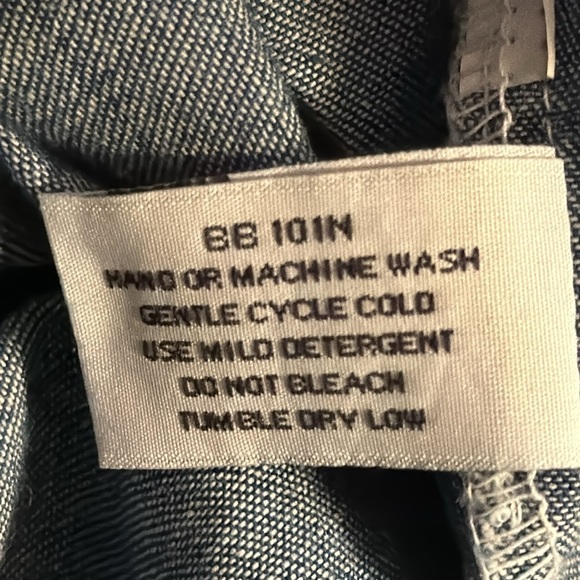 BB 101N
HAND OR MACHINE WASH
GENTLE CYCLE COLD
USE MILD DETERGENT
DO NOT BLEACH
TUMBLE DRY LOW